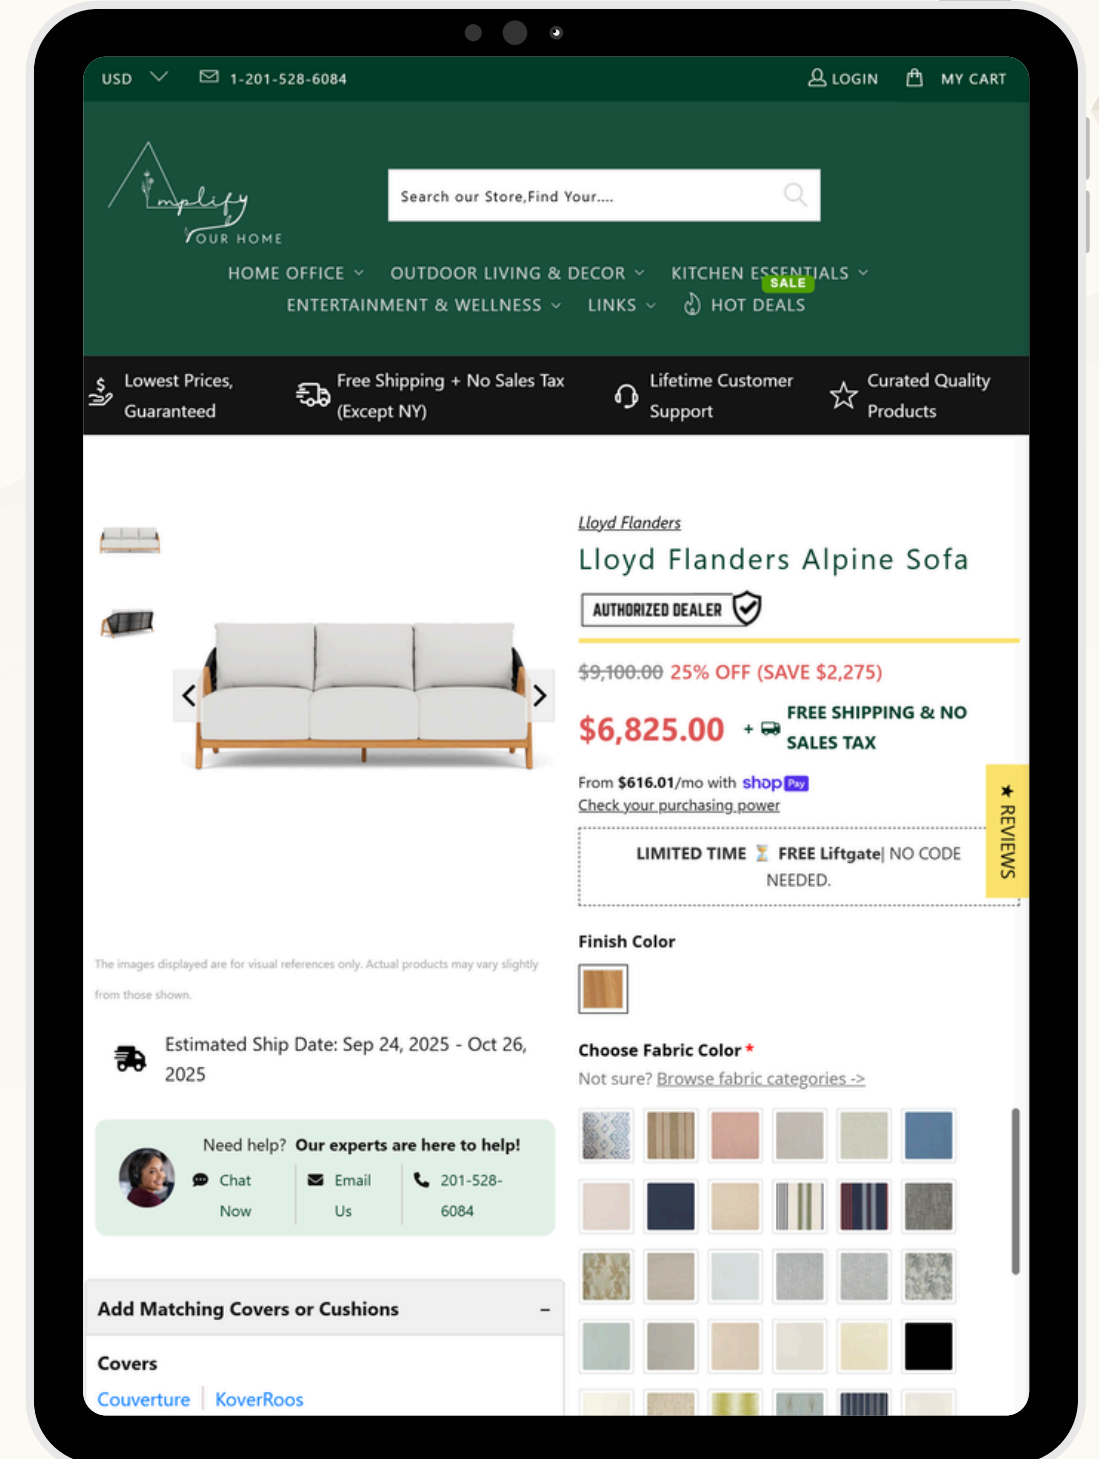 USD
1-201-528-6084
LOGIN
MY CART
Amplify
YOUR HOME
Search our Store,Find Your....
HOME OFFICE
OUTDOOR LIVING & DECOR
KITCHEN ESSENTIALS
SALE
ENTERTAINMENT & WELLNESS
LINKS
HOT DEALS
Lowest Prices,
Guaranteed
Free Shipping + No Sales Tax
(Except NY)
Lifetime Customer
Support
Curated Quality
Products
Lloyd Flanders
Lloyd Flanders Alpine Sofa
AUTHORIZED DEALER
$9,100.00 25% OFF (SAVE $2,275)
$6,825.00 + FREE SHIPPING & NO
SALES TAX
From $616.01/mo with shop Pay
Check your purchasing power
★ REVIEWS
LIMITED TIME ⏳ FREE Liftgate| NO CODE
NEEDED.
Finish Color
Choose Fabric Color *
Not sure? Browse fabric categories ->
The images displayed are for visual references only. Actual products may vary slightly
from those shown.
Estimated Ship Date: Sep 24, 2025 - Oct 26,
2025
Need help? Our experts are here to help!
Chat
Now
Email
Us
201-528-
6084
Add Matching Covers or Cushions −
Covers
Couverture | KoverRoos